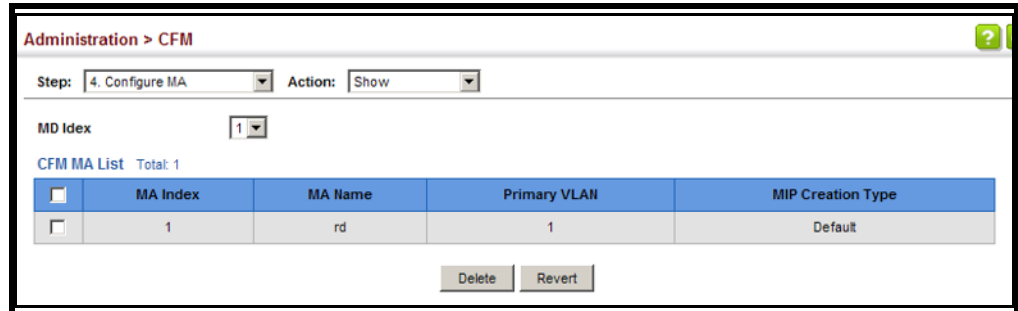 Administration > CFM
?
Step: 4. Configure MA Action: Show
MD Idex 1
CFM MA List Total: 1
MA Index MA Name Primary VLAN MIP Creation Type
1 rd 1 Default
Delete Revert